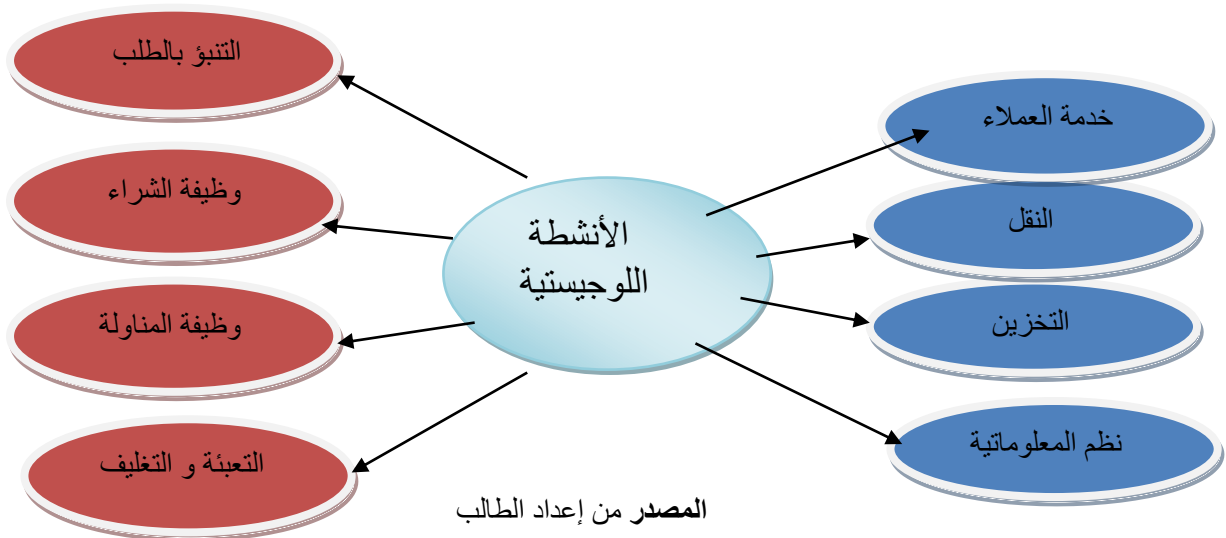 خدمة العملاء
النقل
التخزين
نظم المعلوماتية
الأنشطة
اللوجيستية
التنبؤ بالطلب
وظيفة الشراء
وظيفة المناولة
التعبئة و التغليف
المصدر من إعداد الطالب